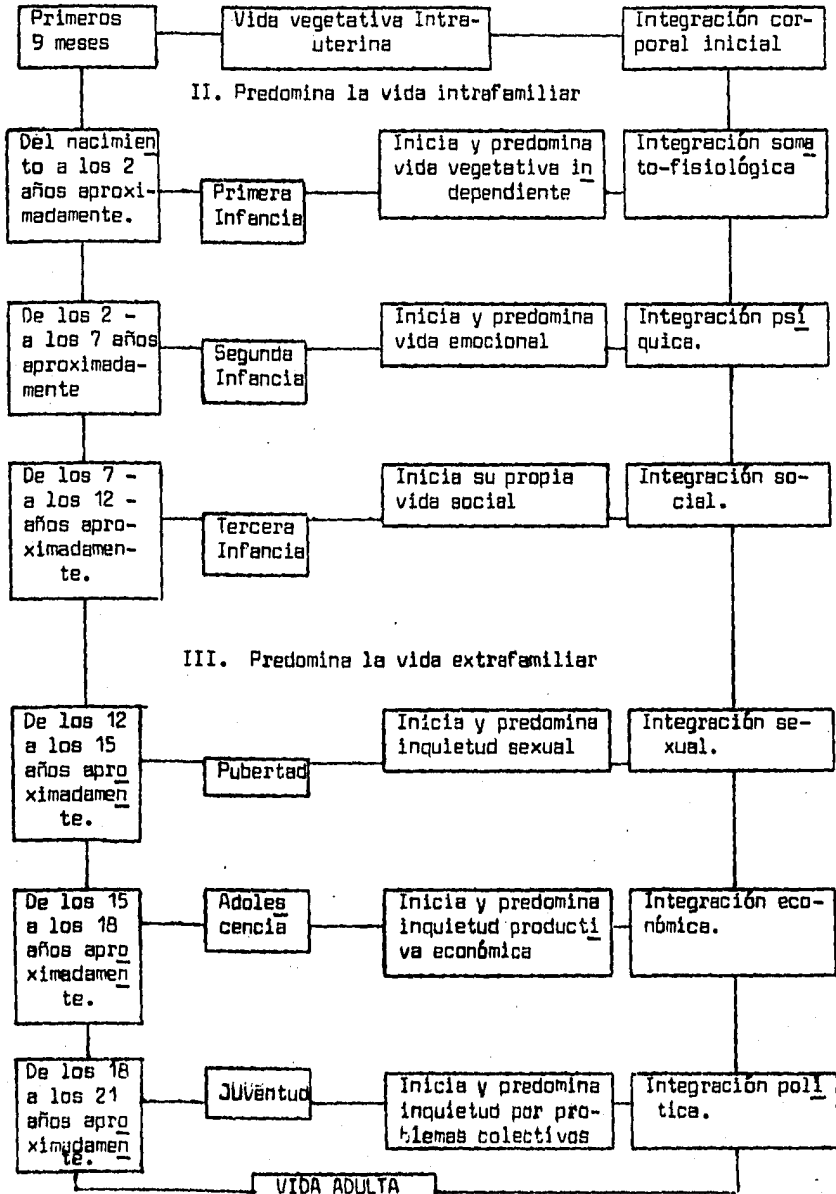 Primeros
9 meses
Vida vegetativa Intra-
uterina
Integración cor-
poral inicial
II. Predomina la vida intrafamiliar
Del nacimien
to a los 2
años aproxi-
madamente.
Primera
Infancia
Inicia y predomina
vida vegetativa in
dependiente
Integración soma
to-fisiológica
De los 2 -
a los 7 años
aproximada-
mente
Segunda
Infancia
Inicia y predomina
vida emocional
Integración psí
quica.
De los 7 -
a los 12 -
años apro-
ximadamen-
te.
Tercera
Infancia
Inicia su propia
vida social
Integración so-
cial.
III. Predomina la vida extrafamiliar
De los 12
a los 15
años apro
ximadamen
te.
Pubertad
Inicia y predomina
inquietud sexual
Integración se-
xual.
De los 15
a los 18
años apro
ximadamen
te.
Adoles
cencia
Inicia y predomina
inquietud producti
va económica
Integración eco-
nómica.
De los 18
a los 21
años apro
ximadamen
te.
JUventud
Inicia y predomina
inquietud por pro-
blemas colectivos
Integración polí
tica.
VIDA ADULTA